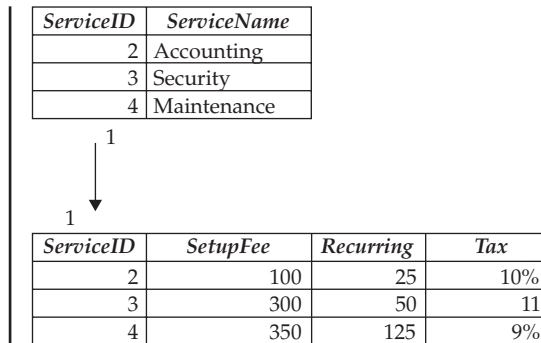 ServiceID ServiceName
2 Accounting
3 Security
4 Maintenance
1
1
ServiceID SetupFee Recurring Tax
2 100 25 10%
3 300 50 11
4 350 125 9%